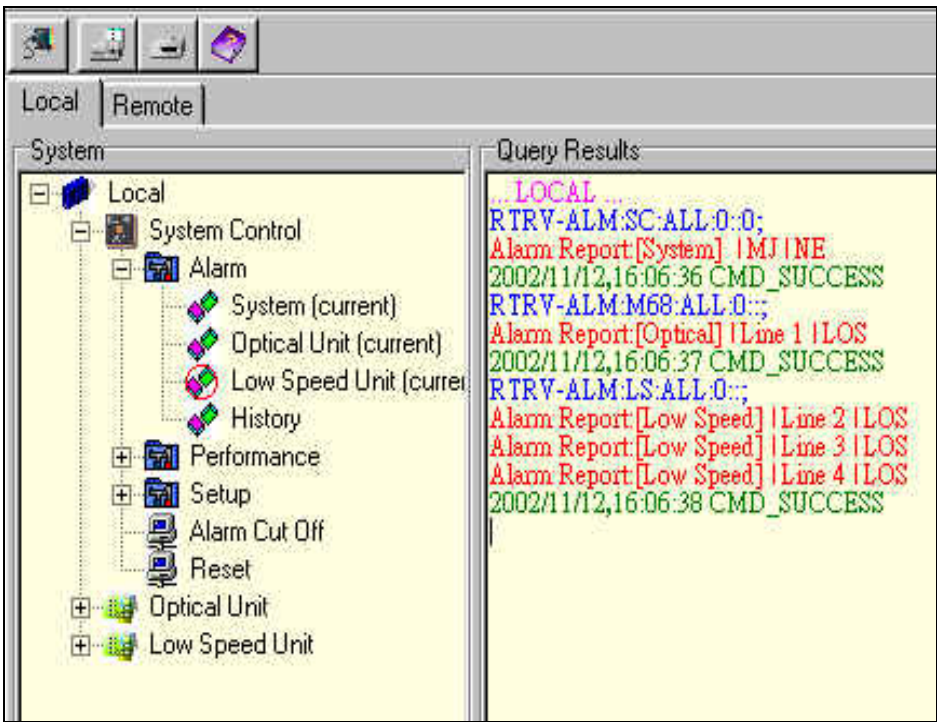 Local Remote
System
Local
System Control
Alarm
System (current)
Optical Unit (current)
Low Speed Unit (currer
History
Performance
Setup
Alarm Cut Off
Reset
Optical Unit
Low Speed Unit
Query Results
... LOCAL ...
RTRV-ALM:SC:ALL:0::0;
Alarm Report:[System] |MJ|NE
2002/11/12,16:06:36 CMD_SUCCESS
RTRV-ALM:M68:ALL:0::;
Alarm Report:[Optical] |Line 1 |LOS
2002/11/12,16:06:37 CMD_SUCCESS
RTRV-ALM:LS:ALL:0::;
Alarm Report:[Low Speed] |Line 2 |LOS
Alarm Report:[Low Speed] |Line 3 |LOS
Alarm Report:[Low Speed] |Line 4 |LOS
2002/11/12,16:06:38 CMD_SUCCESS